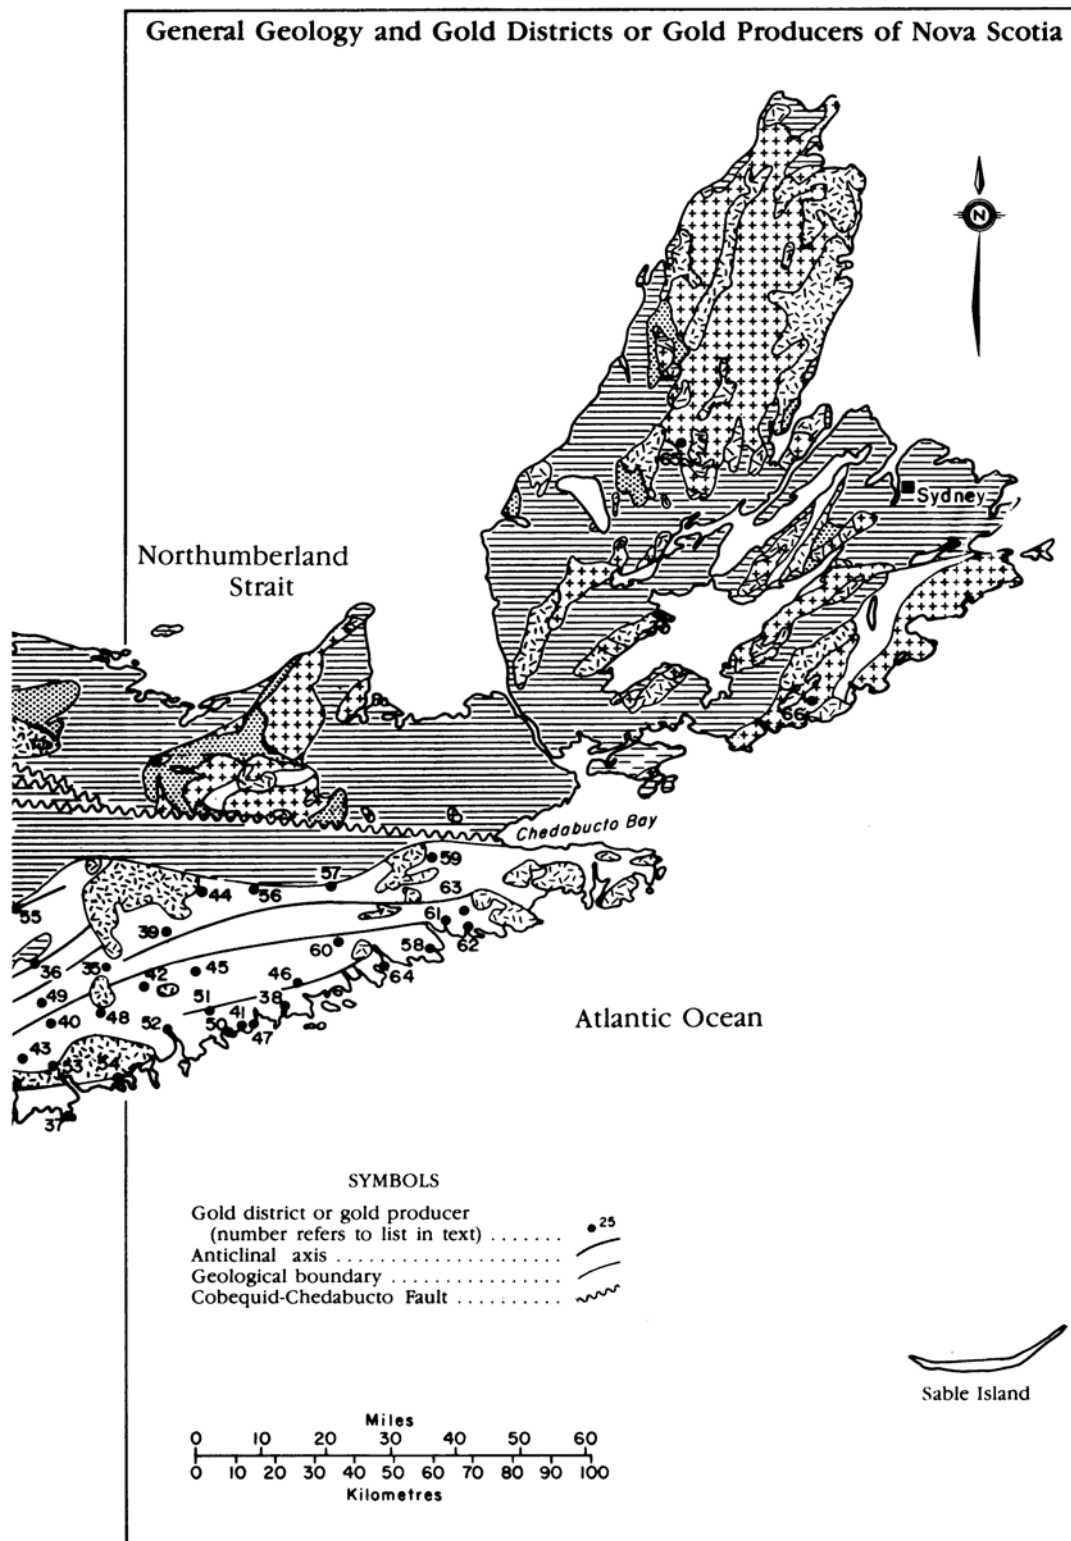 General Geology and Gold Districts or Gold Producers of Nova Scotia
N
65
Sydney
Northumberland
Strait
66
Chedabucto Bay
59
57
56
44
63
55
39
61
62
60
58
36
35
42
45
46
64
49
51
38
48
41
40
52
50
47
43
53
54
37
Atlantic Ocean
SYMBOLS
Gold district or gold producer
(number refers to list in text) ....... 25
Anticlinal axis ....................
Geological boundary ...............
Cobequid-Chedabucto Fault ..........
Sable Island
Miles
0 10 20 30 40 50 60
0 10 20 30 40 50 60 70 80 90 100
Kilometres